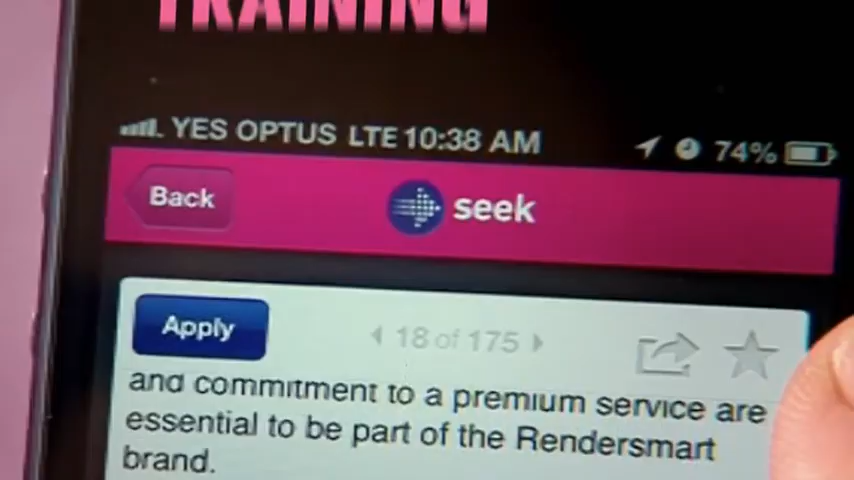 TRAINING
YES OPTUS LTE 10:38 AM 74%
Back seek
Apply 18 of 175
and commitment to a premium service are
essential to be part of the Rendersmart
brand.